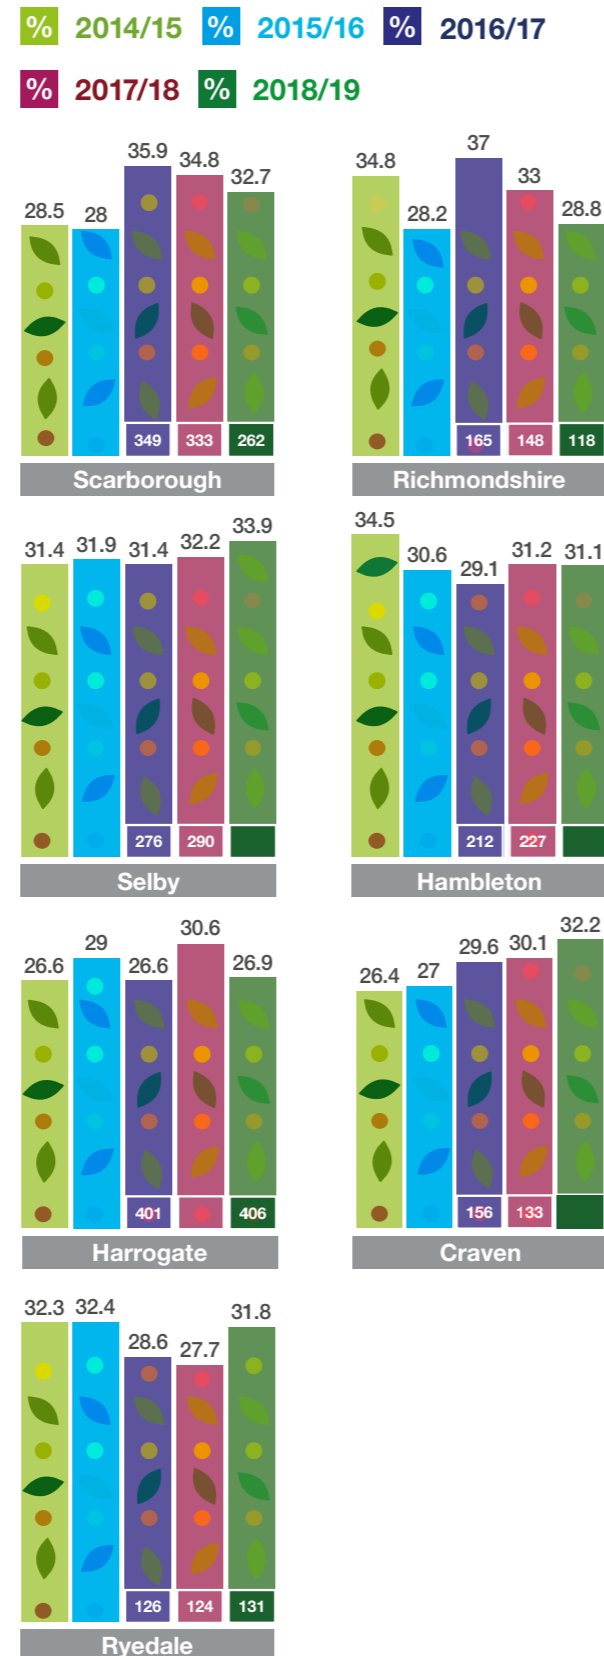 % 2014/15 % 2015/16 % 2016/17
% 2017/18 % 2018/19
28.5 28 35.9 34.8 32.7
349 333 262
Scarborough
34.8 28.2 37 33 28.8
165 148 118
Richmondshire
31.4 31.9 31.4 32.2 33.9
276 290
Selby
34.5 30.6 29.1 31.2 31.1
212 227
Hambleton
26.6 29 26.6 30.6 26.9
401 406
Harrogate
26.4 27 29.6 30.1 32.2
156 133
Craven
32.3 32.4 28.6 27.7 31.8
126 124 131
Ryedale